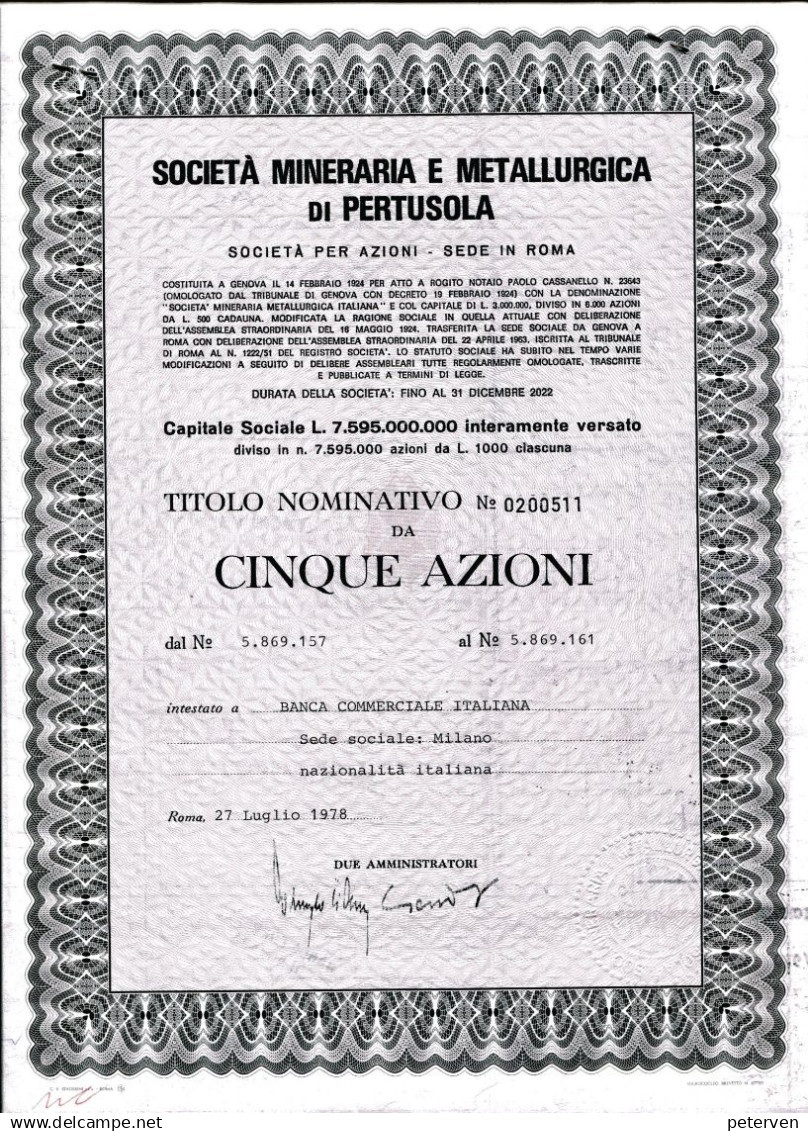 SOCIETÀ MINERARIA E METALLURGICA
DI PERTUSOLA
SOCIETÀ PER AZIONI - SEDE IN ROMA
COSTITUITA A GENOVA IL 14 FEBBRAIO 1924 PER ATTO A ROGITO NOTAIO PAOLO CASSANELLO N. 23643
(OMOLOGATO DAL TRIBUNALE DI GENOVA CON DECRETO 19 FEBBRAIO 1924) CON LA DENOMINAZIONE
"SOCIETA' MINERARIA METALLURGICA ITALIANA" E COL CAPITALE DI L. 3.000.000, DIVISO IN 6.000 AZIONI
DA L. 500 CADAUNA. MODIFICATA LA RAGIONE SOCIALE IN QUELLA ATTUALE CON DELIBERAZIONE
DELL'ASSEMBLEA STRAORDINARIA DEL 16 MAGGIO 1924. TRASFERITA LA SEDE SOCIALE DA GENOVA A
ROMA CON DELIBERAZIONE DELL'ASSEMBLEA STRAORDINARIA DEL 22 APRILE 1963. ISCRITTA AL TRIBUNALE
DI ROMA AL N. 1222/51 DEL REGISTRO SOCIETA'. LO STATUTO SOCIALE HA SUBITO NEL TEMPO VARIE
MODIFICAZIONI A SEGUITO DI DELIBERE ASSEMBLEARI TUTTE REGOLARMENTE OMOLOGATE, TRASCRITTE
E PUBBLICATE A TERMINI DI LEGGE.
DURATA DELLA SOCIETA': FINO AL 31 DICEMBRE 2022
Capitale Sociale L. 7.595.000.000 interamente versato
diviso in n. 7.595.000 azioni da L. 1000 ciascuna
TITOLO NOMINATIVO Nº 0200511
DA
CINQUE AZIONI
dal Nº 5.869.157 al Nº 5.869.161
intestato a BANCA COMMERCIALE ITALIANA
Sede sociale: Milano
nazionalità italiana
Roma, 27 Luglio 1978
DUE AMMINISTRATORI
peterven